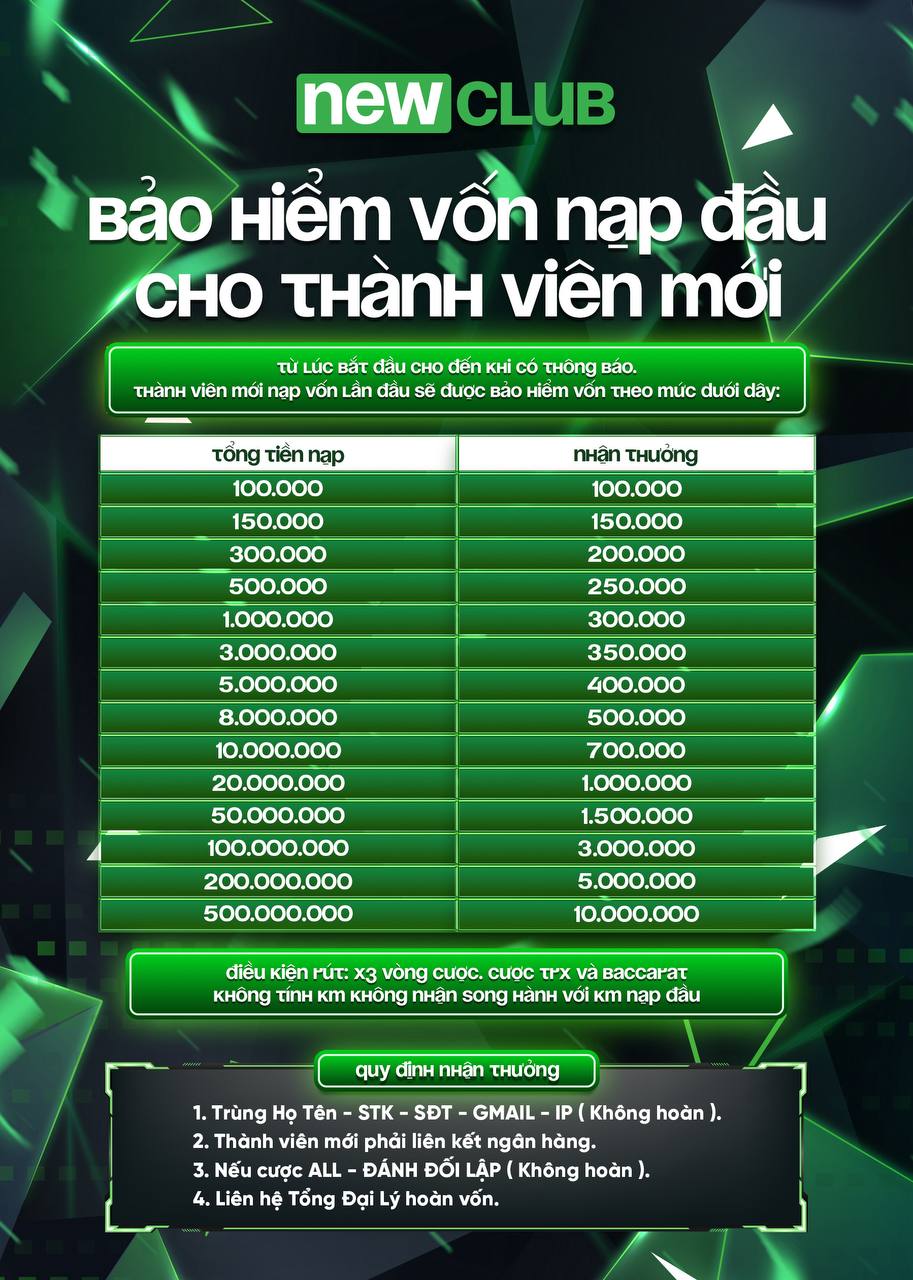 new CLUB
Bảo Hiểm vốn nạp đầu
cho Thành viên mới
Từ lúc bắt đầu cho đến khi có thông báo.
Thành viên mới nạp vốn lần đầu sẽ được bảo hiểm vốn theo mức dưới dây:
Tổng tiền nạp nhận thưởng
100.000 100.000
150.000 150.000
300.000 200.000
500.000 250.000
1.000.000 300.000
3.000.000 350.000
5.000.000 400.000
8.000.000 500.000
10.000.000 700.000
20.000.000 1.000.000
50.000.000 1.500.000
100.000.000 3.000.000
200.000.000 5.000.000
500.000.000 10.000.000
điều kiện rút: x3 vòng cược. cược trx và baccarat
không tính km không nhận song hành với km nạp đầu
quy định nhận thưởng
1. Trùng Họ Tên - STK - SĐT - GMAIL - IP ( Không hoàn ).
2. Thành viên mới phải liên kết ngân hàng.
3. Nếu cược ALL - ĐÁNH ĐỐI LẬP ( Không hoàn ).
4. Liên hệ Tổng Đại Lý hoàn vốn.